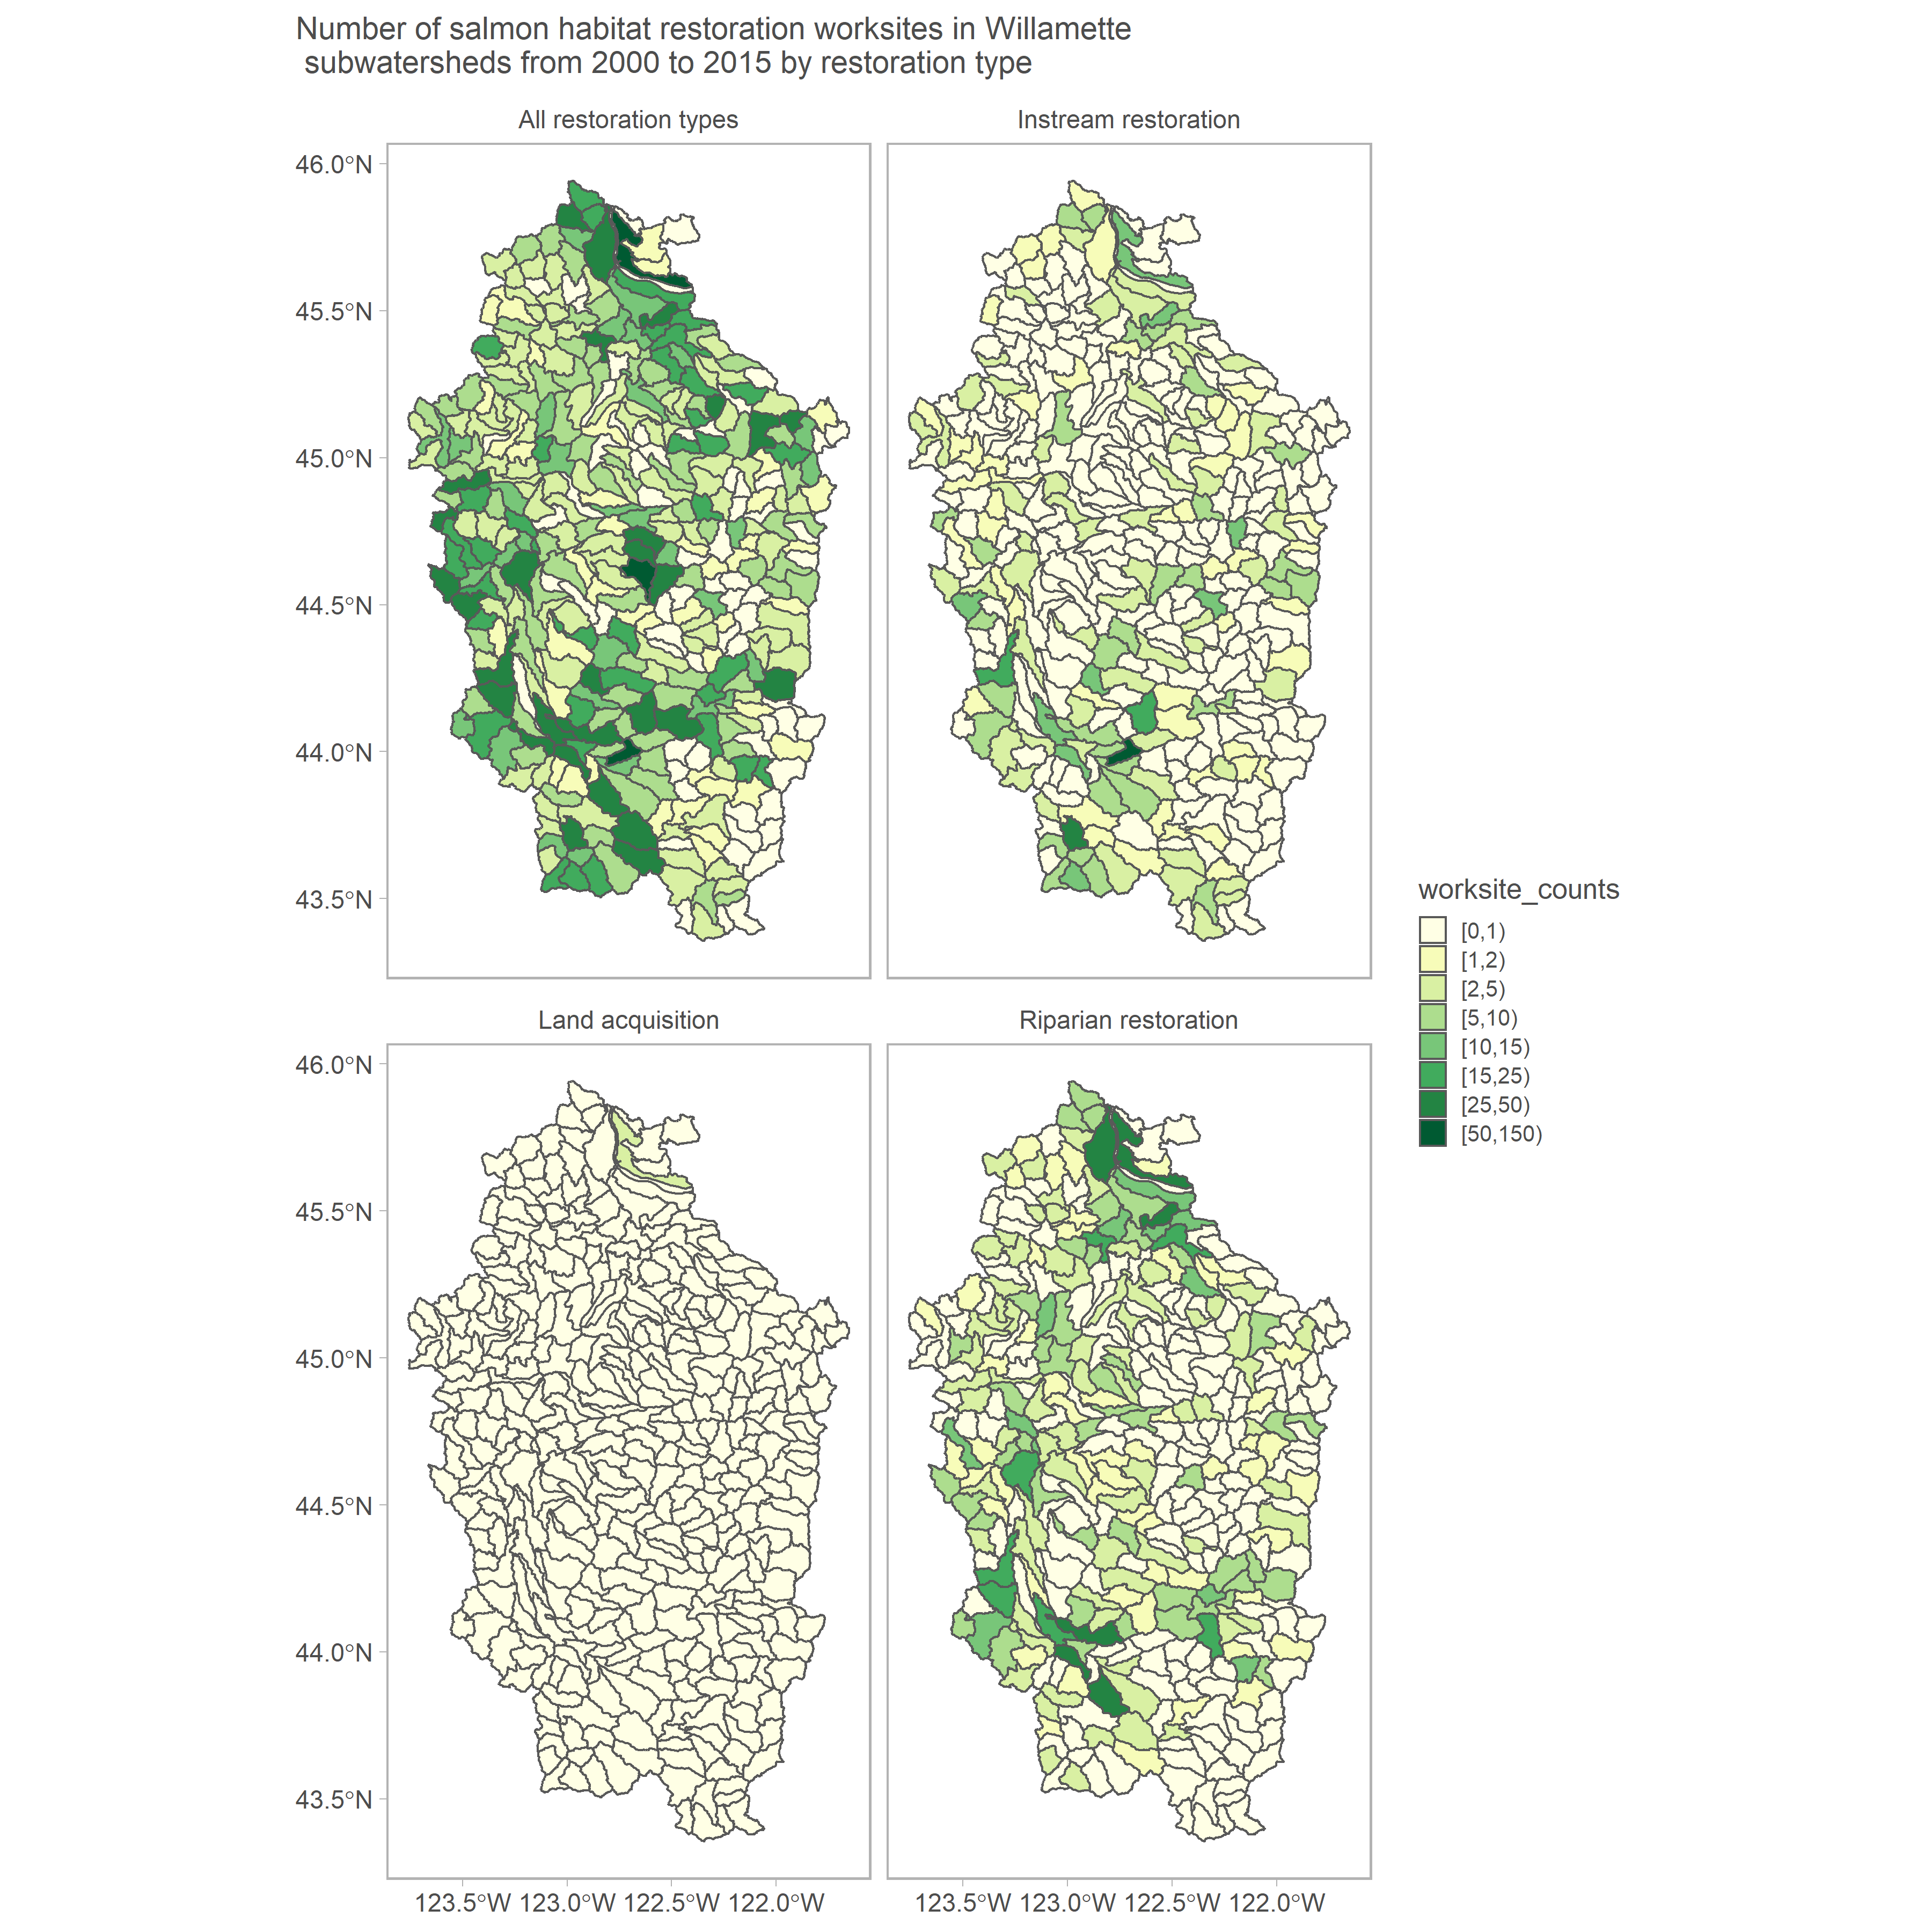 Number of salmon habitat restoration worksites in Willamette
subwatersheds from 2000 to 2015 by restoration type
All restoration types
Instream restoration
46.0°N
45.5°N
45.0°N
44.5°N
44.0°N
43.5°N
Land acquisition
Riparian restoration
46.0°N
45.5°N
45.0°N
44.5°N
44.0°N
43.5°N
123.5°W 123.0°W 122.5°W 122.0°W
123.5°W 123.0°W 122.5°W 122.0°W
worksite_counts
[0,1)
[1,2)
[2,5)
[5,10)
[10,15)
[15,25)
[25,50)
[50,150)